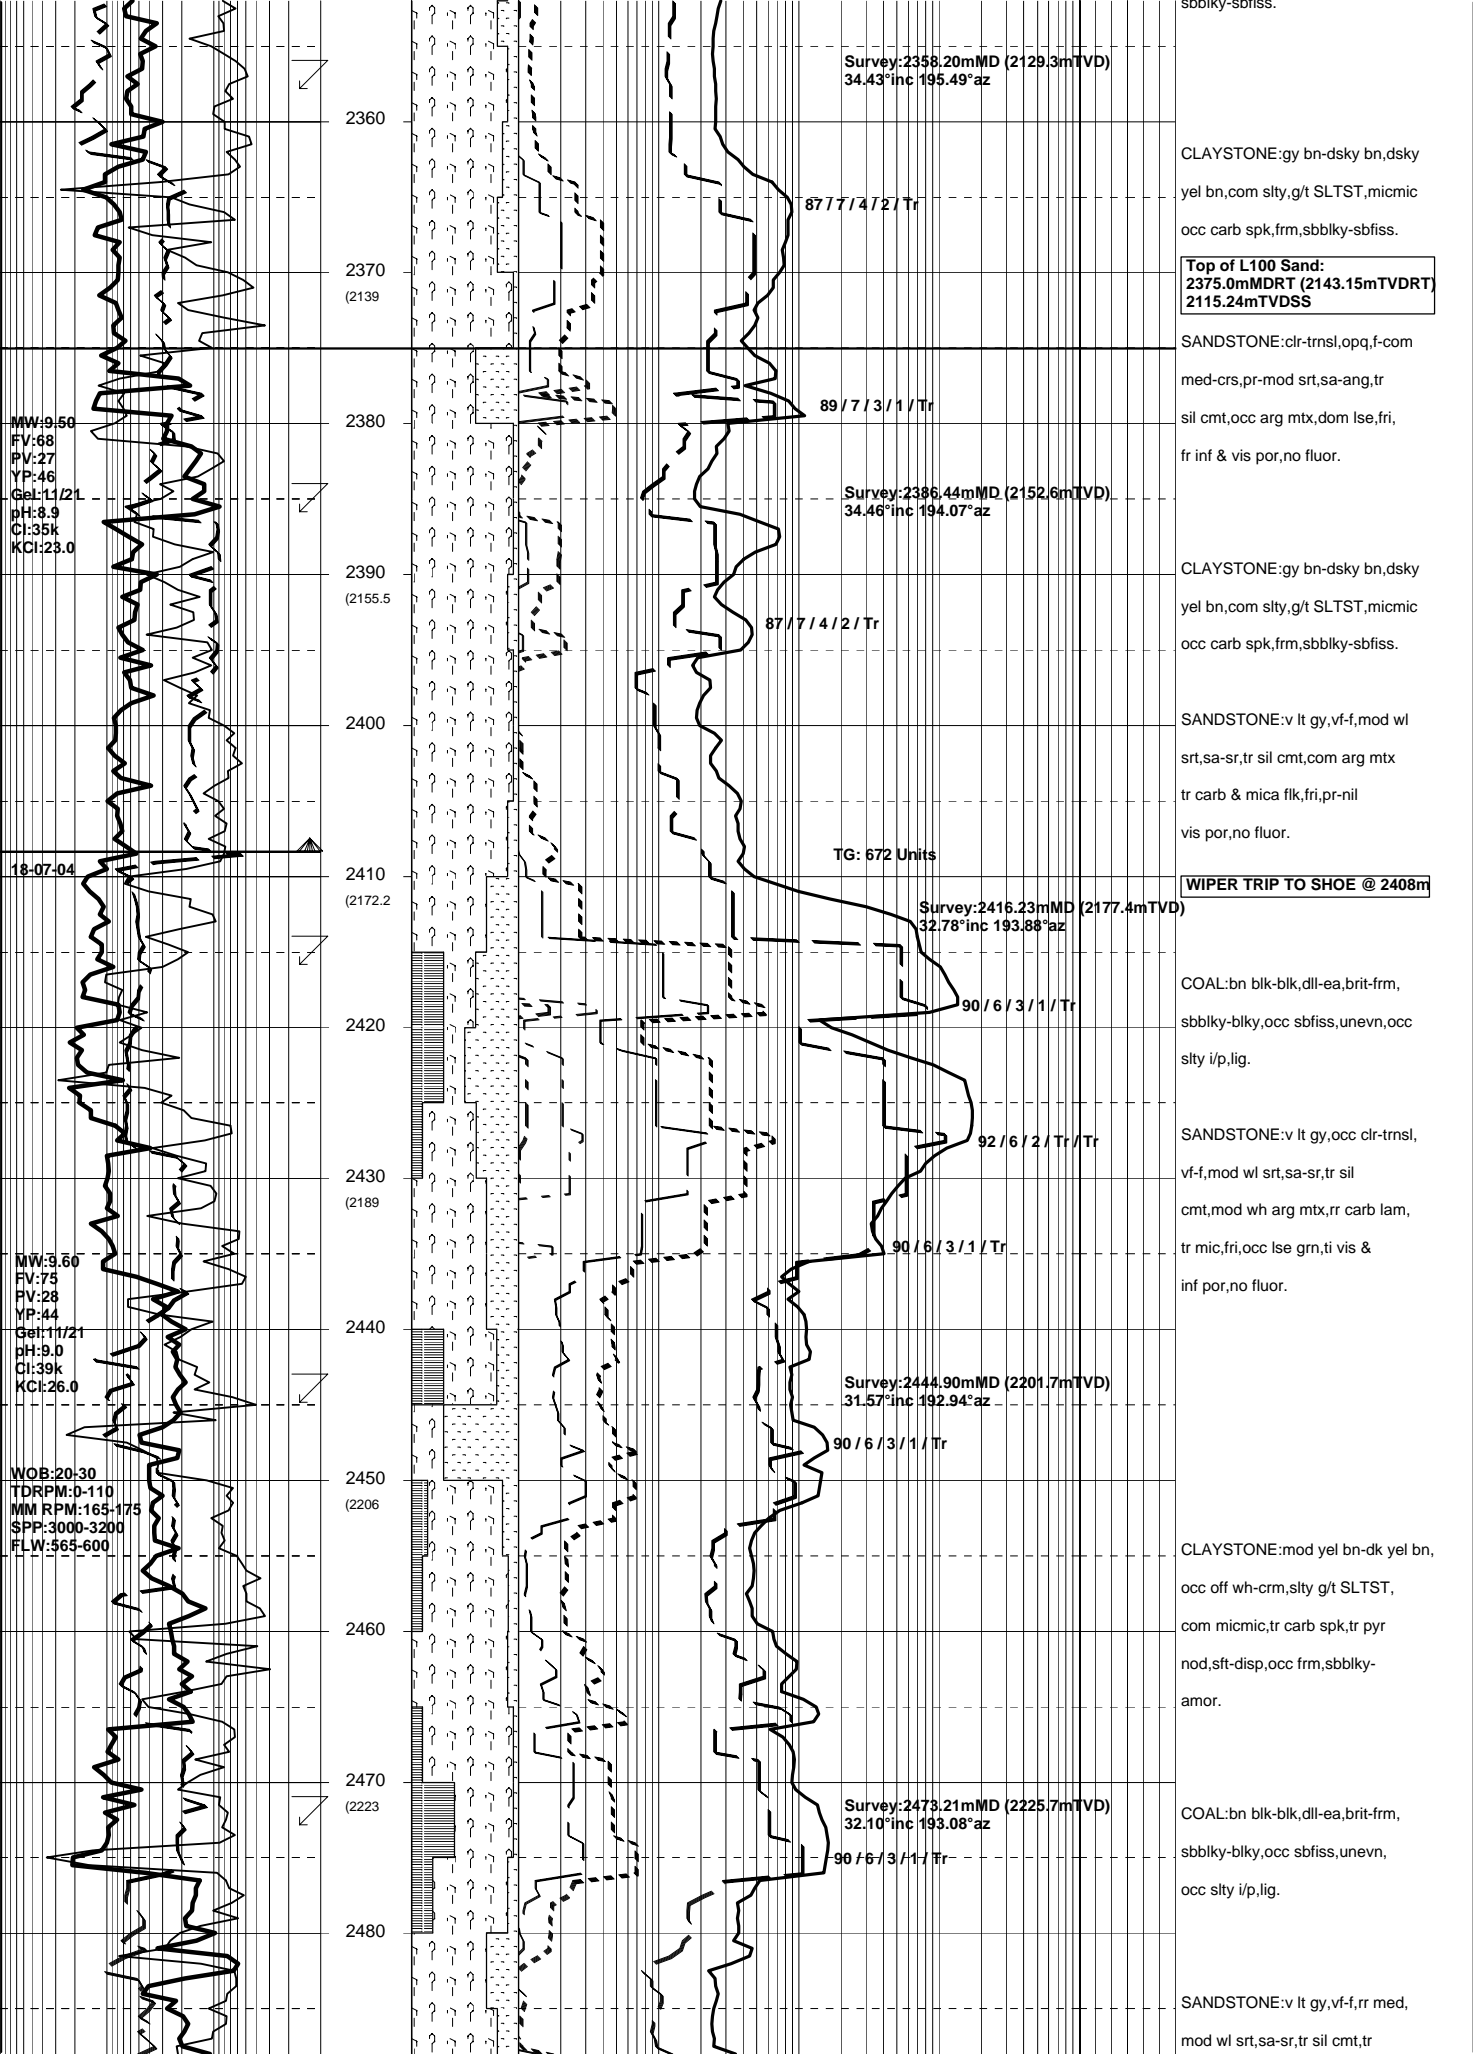 sbblky-sbfiss.
Survey:2358.20mMD (2129.3mTVD)
34.43°inc 195.49°az
2360
CLAYSTONE:gy bn-dsky bn,dsky
yel bn,com slty,g/t SLTST,micmic
occ carb spk,frm,sbblky-sbfiss.
87 / 7 / 4 / 2 / Tr
2370
(2139
Top of L100 Sand:
2375.0mMDRT (2143.15mTVDRT)
2115.24mTVDSS
SANDSTONE:clr-trnsl,opq,f-com
med-crs,pr-mod srt,sa-ang,tr
sil cmt,occ arg mtx,dom lse,fri,
fr inf & vis por,no fluor.
89 / 7 / 3 / 1 / Tr
2380
MW:9.50
FV:68
PV:27
YP:46
Gel:11/21
pH:8.9
Cl:35k
KCl:23.0
Survey:2386.44mMD (2152.6mTVD)
34.46°inc 194.07°az
2390
(2155.5
CLAYSTONE:gy bn-dsky bn,dsky
yel bn,com slty,g/t SLTST,micmic
occ carb spk,frm,sbblky-sbfiss.
87 / 7 / 4 / 2 / Tr
2400
SANDSTONE:v lt gy,vf-f,mod wl
srt,sa-sr,tr sil cmt,com arg mtx
tr carb & mica flk,fri,pr-nil
vis por,no fluor.
TG: 672 Units
18-07-04
2410
(2172.2
WIPER TRIP TO SHOE @ 2408m
Survey:2416.23mMD (2177.4mTVD)
32.78°inc 193.88°az
COAL:bn blk-blk,dll-ea,brit-frm,
sbblky-blky,occ sbfiss,unevn,occ
slty i/p,lig.
90 / 6 / 3 / 1 / Tr
2420
SANDSTONE:v lt gy,occ clr-trnsl,
vf-f,mod wl srt,sa-sr,tr sil
cmt,mod wh arg mtx,rr carb lam,
tr mic,fri,occ lse grn,ti vis &
inf por,no fluor.
92 / 6 / 2 / Tr / Tr
2430
(2189
90 / 6 / 3 / 1 / Tr
MW:9.60
FV:75
PV:28
YP:44
Gel:11/21
pH:9.0
Cl:39k
KCl:26.0
2440
Survey:2444.90mMD (2201.7mTVD)
31.57°inc 192.94°az
90 / 6 / 3 / 1 / Tr
2450
(2206
WOB:20-30
TDRPM:0-110
MM RPM:165-175
SPP:3000-3200
FLW:565-600
CLAYSTONE:mod yel bn-dk yel bn,
occ off wh-crm,slty g/t SLTST,
com micmic,tr carb spk,tr pyr
nod,sft-disp,occ frm,sbblky-
amor.
2460
2470
(2223
Survey:2473.21mMD (2225.7mTVD)
32.10°inc 193.08°az
90 / 6 / 3 / 1 / Tr
COAL:bn blk-blk,dll-ea,brit-frm,
sbblky-blky,occ sbfiss,unevn,
occ slty i/p,lig.
2480
SANDSTONE:v lt gy,vf-f,rr med,
mod wl srt,sa-sr,tr sil cmt,tr